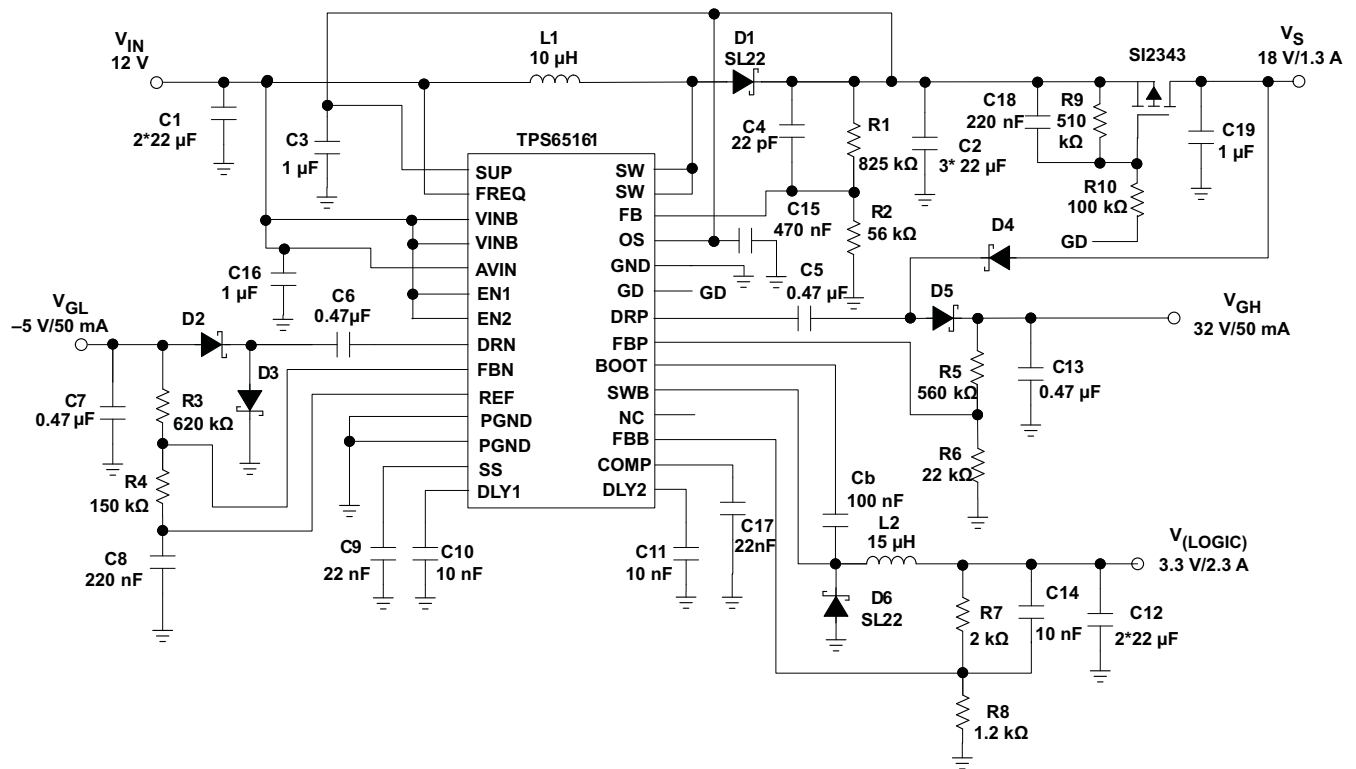 V_IN
12 V
C1
2*22 µF
C3
1 µF
L1
10 µH
D1
SL22
C4
22 pF
R1
825 kΩ
C2
3* 22 µF
C18
220 nF
R9
510
kΩ
SI2343
V_S
18 V/1.3 A
C19
1 µF
R10
100 kΩ
GD
R2
56 kΩ
C15
470 nF
D4
C5
0.47 µF
D5
V_GH
32 V/50 mA
C16
1 µF
V_GL
–5 V/50 mA
D2
C6
0.47µF
D3
C7
0.47 µF
R3
620 kΩ
R4
150 kΩ
C8
220 nF
TPS65161
SUP
FREQ
VINB
VINB
AVIN
EN1
EN2
DRN
FBN
REF
PGND
PGND
SS
DLY1
SW
SW
FB
OS
GND
GD
GD
DRP
FBP
BOOT
SWB
NC
FBB
COMP
DLY2
R5
560 kΩ
C13
0.47 µF
R6
22 kΩ
C9
22 nF
C10
10 nF
C11
10 nF
C17
22nF
Cb
100 nF
L2
15 µH
V_(LOGIC)
3.3 V/2.3 A
D6
SL22
R7
2 kΩ
C14
10 nF
C12
2*22 µF
R8
1.2 kΩ